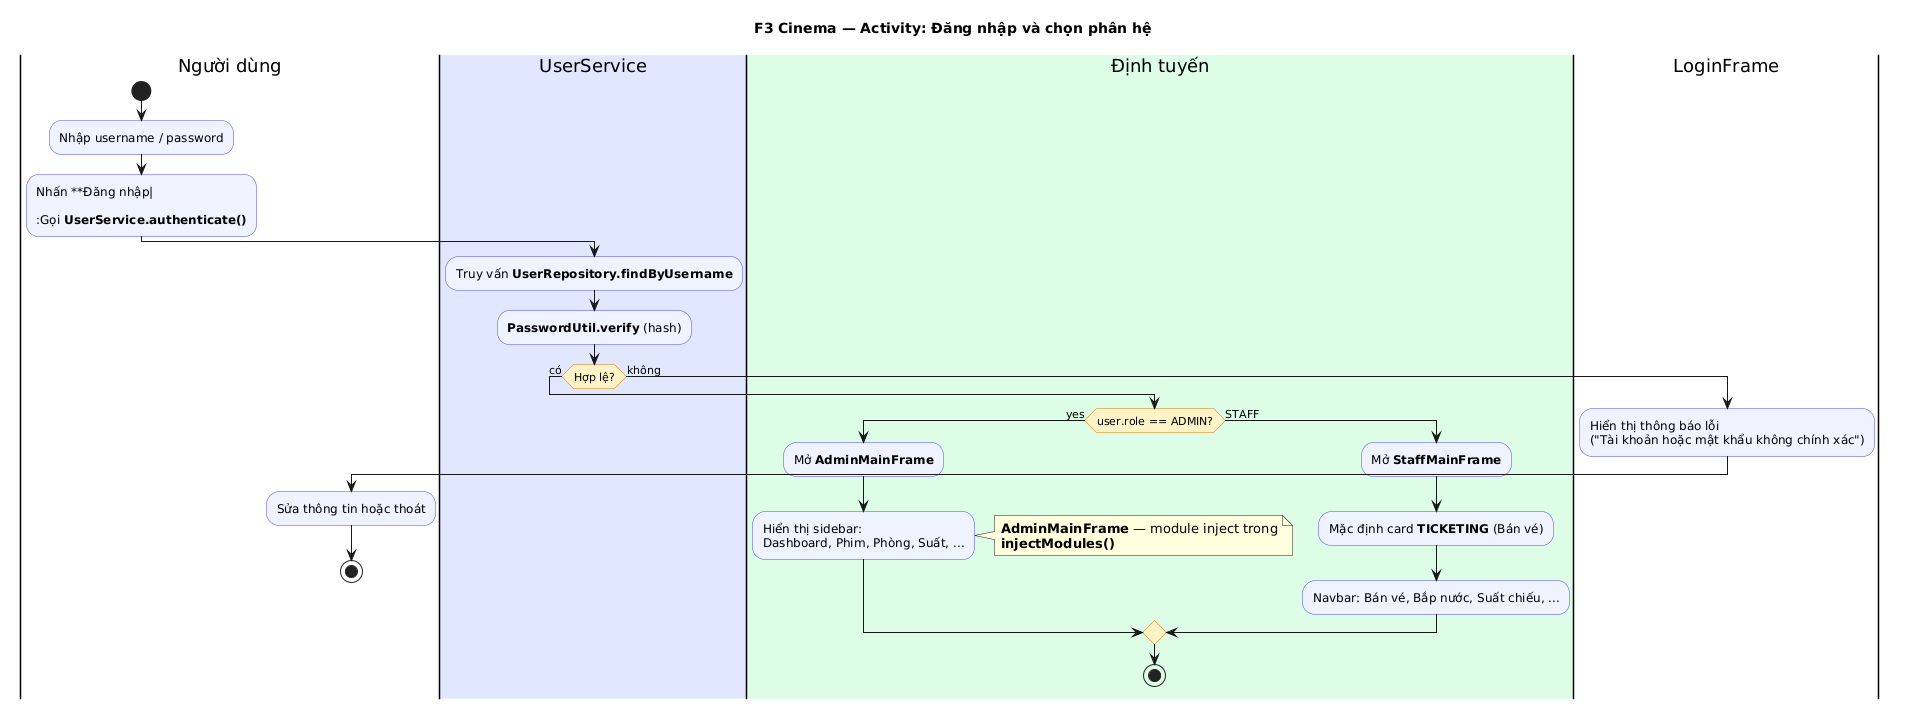 F3 Cinema — Activity: Đăng nhập và chọn phân hệ
Người dùng
UserService
Định tuyến
LoginFrame
Nhập username / password
Nhấn **Đăng nhập|
:Gọi UserService.authenticate()
Truy vấn UserRepository.findByUsername
PasswordUtil.verify (hash)
có
Hợp lệ?
không
yes
user.role == ADMIN?
STAFF
Hiển thị thông báo lỗi
("Tài khoản hoặc mật khẩu không chính xác")
Mở AdminMainFrame
Mở StaffMainFrame
Sửa thông tin hoặc thoát
Hiển thị sidebar:
Dashboard, Phim, Phòng, Suất, ...
AdminMainFrame — module inject trong
injectModules()
Mặc định card TICKETING (Bán vé)
Navbar: Bán vé, Bắp nước, Suất chiếu, ...